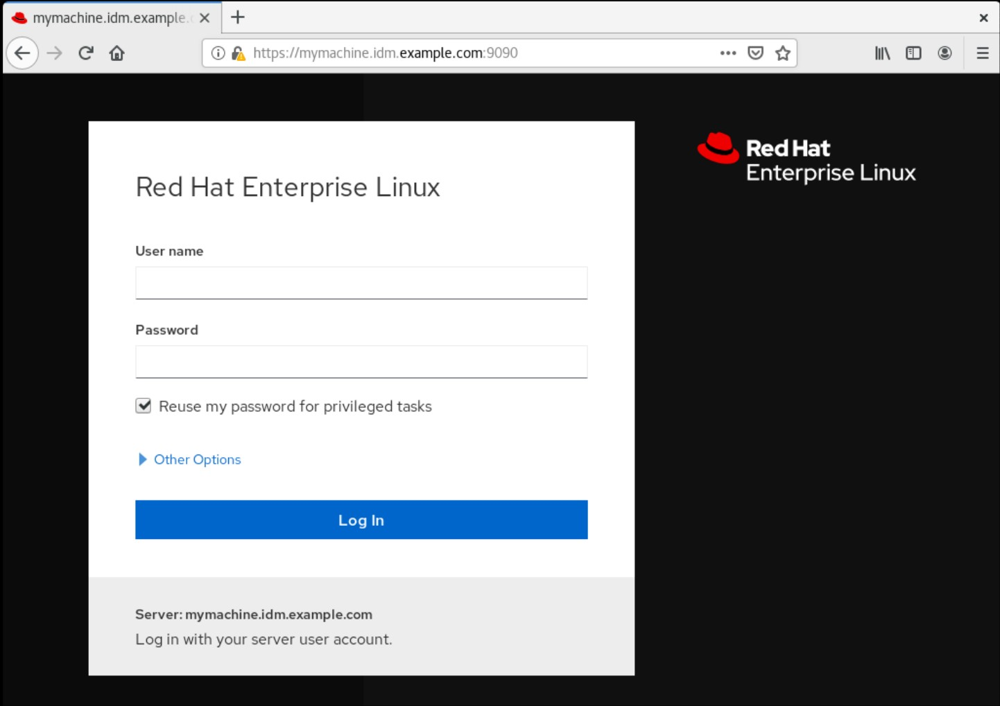 mymachine.idm.example.
https://mymachine.idm.example.com:9090
Red Hat
Enterprise Linux
Red Hat Enterprise Linux
User name
Password
Reuse my password for privileged tasks
Other Options
Log In
Server: mymachine.idm.example.com
Log in with your server user account.